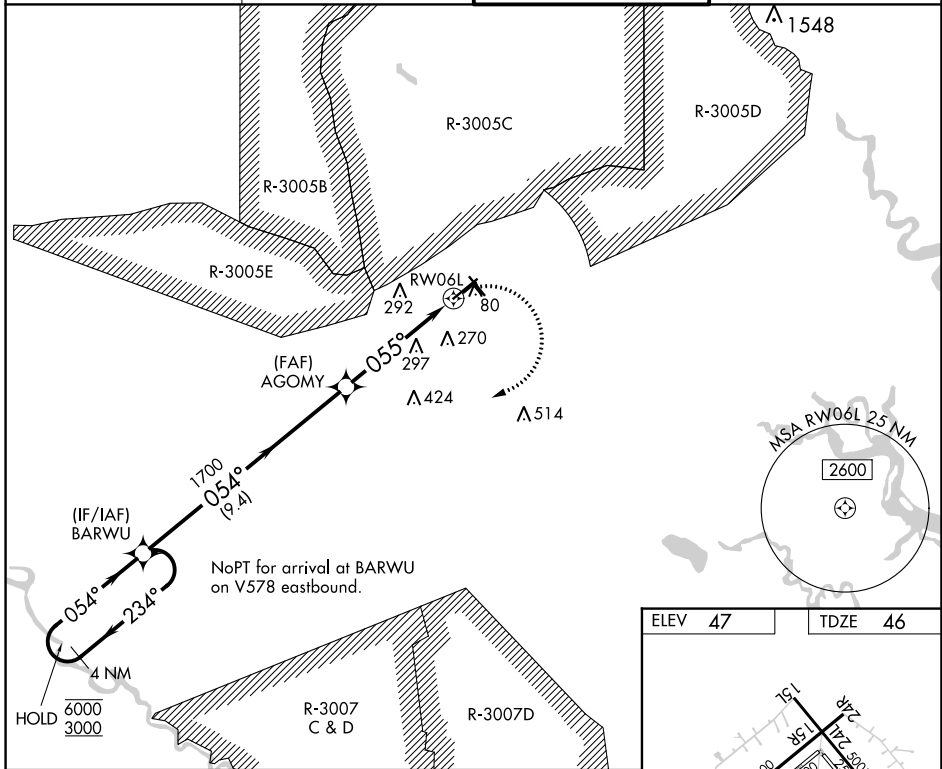 1548
R-3005C
R-3005D
R-3005B
R-3005E
RW06L
292
80
270
297
055°
(FAF)
AGOMY
424
514
MSA RW06L 25 NM
2600
1700
054°
(9.4)
(IF/IAF)
BARWU
NoPT for arrival at BARWU
on V578 eastbound.
054°
234°
4 NM
HOLD
6000
3000
R-3007
C & D
R-3007D
ELEV 47
TDZE 46
15L
24R
15R
24L